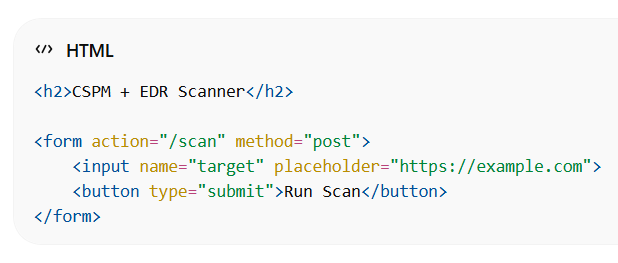 HTML
<h2>CSPM + EDR Scanner</h2>
<form action="/scan" method="post">
    <input name="target" placeholder="https://example.com">
    <button type="submit">Run Scan</button>
</form>